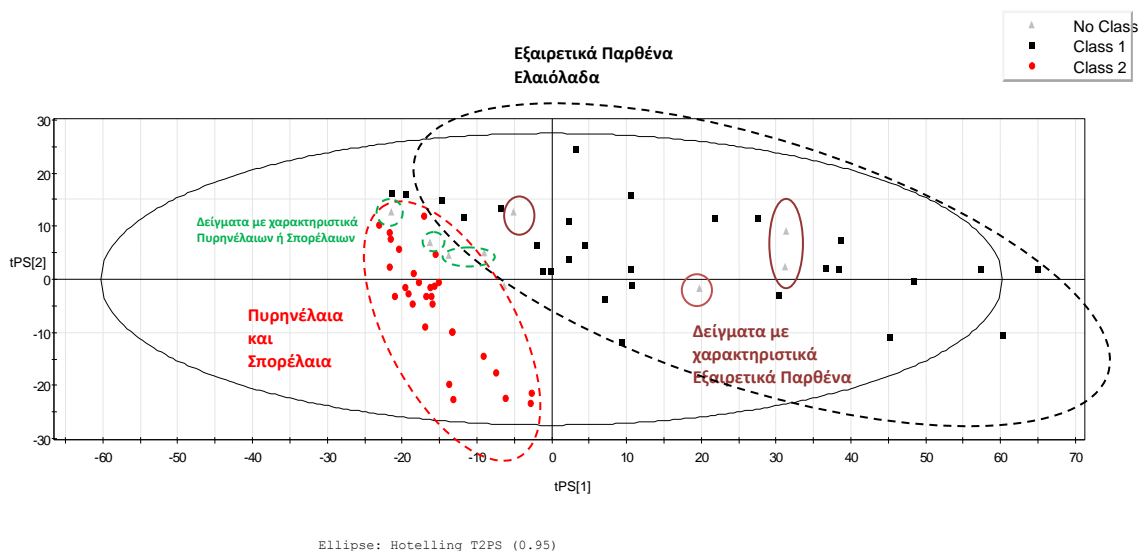 No Class
Class 1
Class 2
Εξαιρετικά Παρθένα
Ελαιόλαδα
30
20
10
0
-10
-20
-30
tPS[2]
Δείγματα με χαρακτηριστικά
Πυρηνέλαιων ή Σπορέλαιων
Πυρηνέλαια
και
Σπορέλαια
Δείγματα με
χαρακτηριστικά
Εξαιρετικά Παρθένα
-60 -50 -40 -30 -20 -10 0 10 20 30 40 50 60 70
tPS[1]
Ellipse: Hotelling T2PS (0.95)